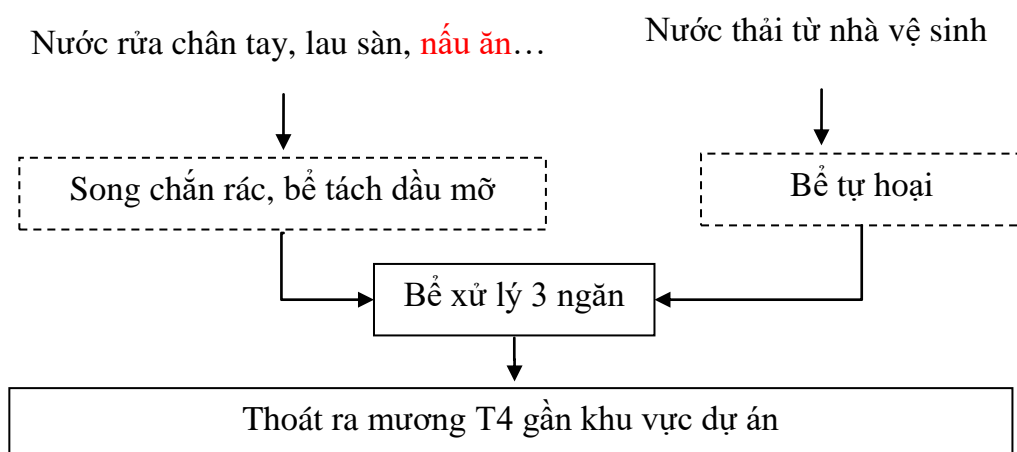 Nước rửa chân tay, lau sàn, nấu ăn…
Nước thải từ nhà vệ sinh
Song chắn rác, bể tách dầu mỡ
Bể tự hoại
Bể xử lý 3 ngăn
Thoát ra mương T4 gần khu vực dự án